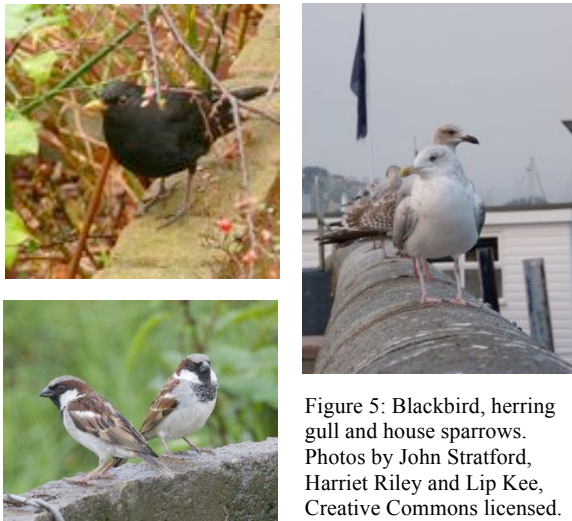 Figure 5: Blackbird, herring
gull and house sparrows.
Photos by John Stratford,
Harriet Riley and Lip Kee,
Creative Commons licensed.